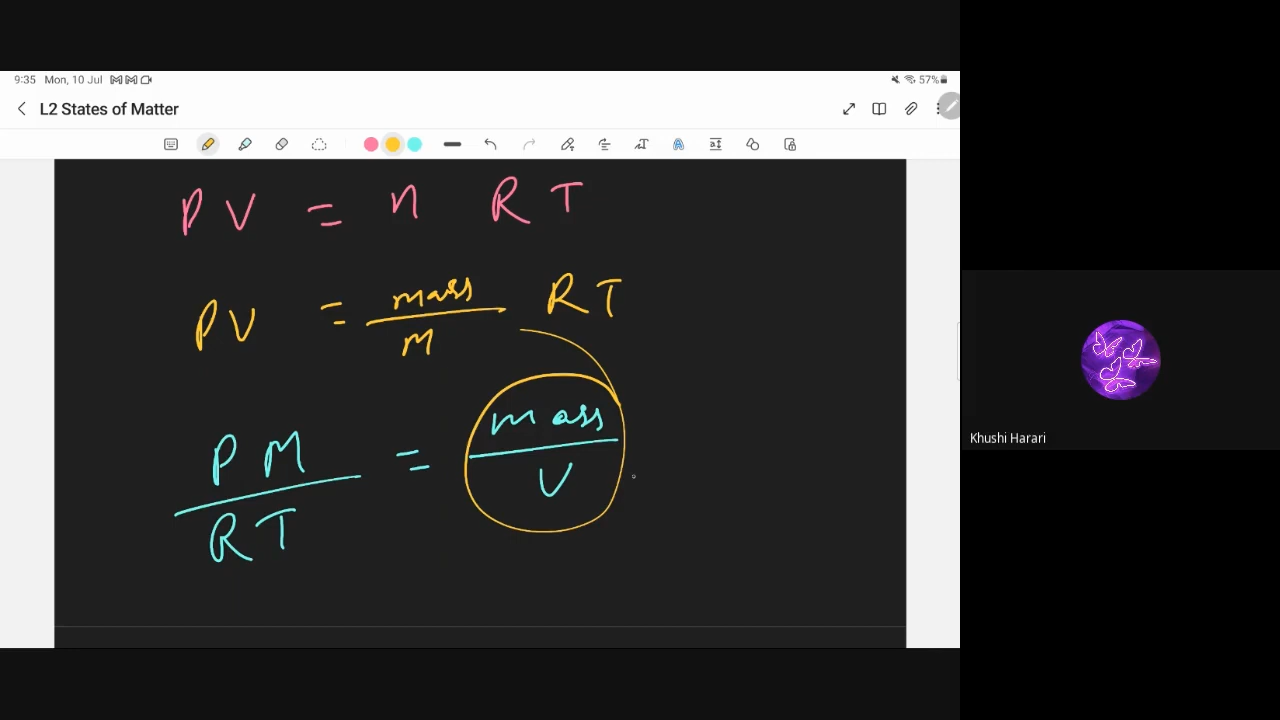 9:35 Mon, 10 Jul 57%
L2 States of Matter
PV = n RT
PV = mass/M RT
PM/RT = mass/V
Khushi Harari